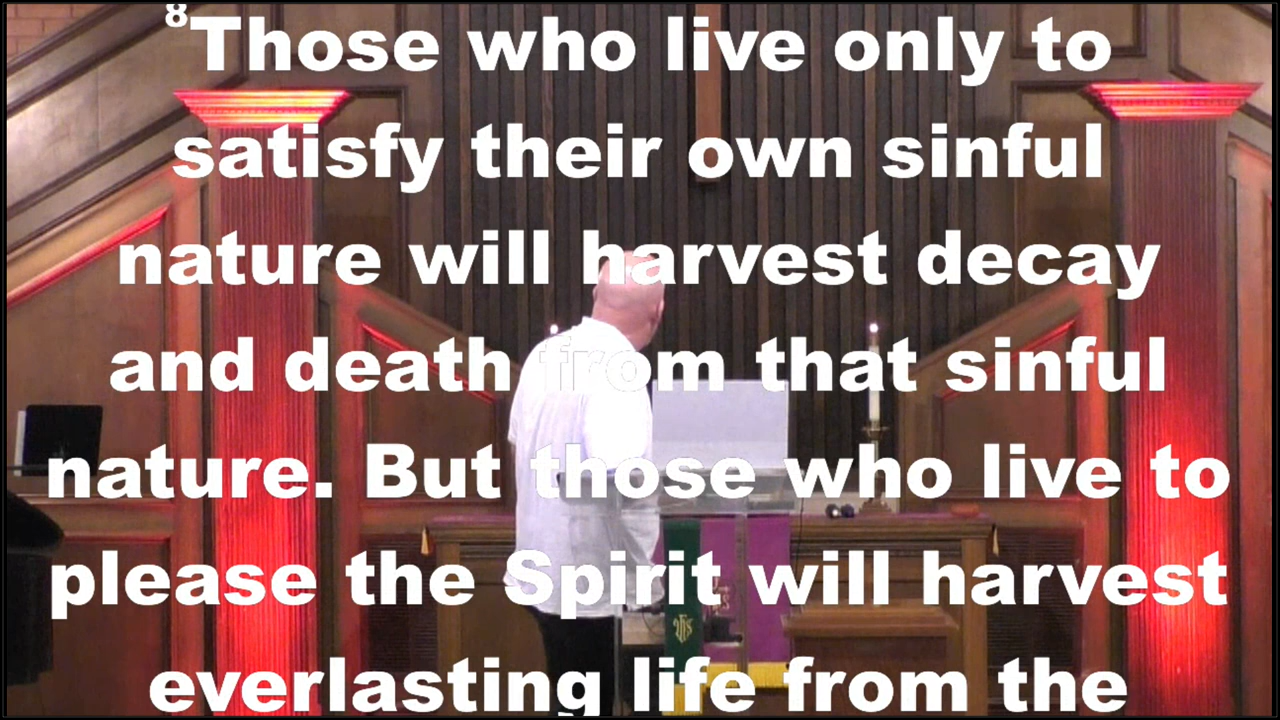 8Those who live only to
satisfy their own sinful
nature will harvest decay
and death from that sinful
nature. But those who live to
please the Spirit will harvest
everlasting life from the